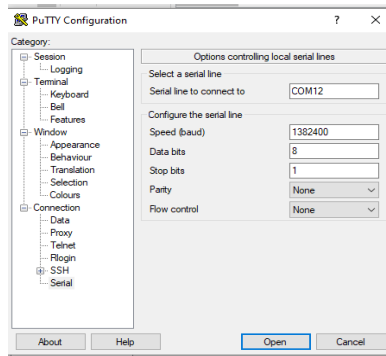 PuTTY Configuration ? ×
Category:
Session
Logging
Terminal
Keyboard
Bell
Features
Window
Appearance
Behaviour
Translation
Selection
Colours
Connection
Data
Proxy
Telnet
Rlogin
SSH
Serial
Options controlling local serial lines
Select a serial line
Serial line to connect to COM12
Configure the serial line
Speed (baud) 1382400
Data bits 8
Stop bits 1
Parity None
Flow control None
About Help Open Cancel